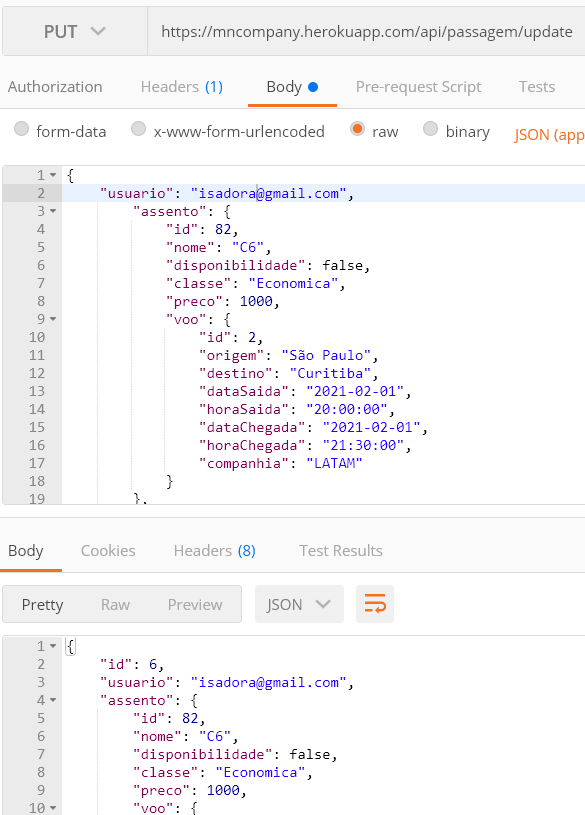 PUT https://mncompany.herokuapp.com/api/passagem/update
Authorization Headers (1) Body Pre-request Script Tests
form-data x-www-form-urlencoded raw binary JSON (app
1 {
2 "usuario": "isadora@gmail.com",
3 "assento": {
4 "id": 82,
5 "nome": "C6",
6 "disponibilidade": false,
7 "classe": "Economica",
8 "preco": 1000,
9 "voo": {
10 "id": 2,
11 "origem": "São Paulo",
12 "destino": "Curitiba",
13 "dataSaida": "2021-02-01",
14 "horaSaida": "20:00:00",
15 "dataChegada": "2021-02-01",
16 "horaChegada": "21:30:00",
17 "companhia": "LATAM"
18 }
19 },
Body Cookies Headers (8) Test Results
Pretty Raw Preview JSON
1 {
2 "id": 6,
3 "usuario": "isadora@gmail.com",
4 "assento": {
5 "id": 82,
6 "nome": "C6",
7 "disponibilidade": false,
8 "classe": "Economica",
9 "preco": 1000,
10 "voo": {